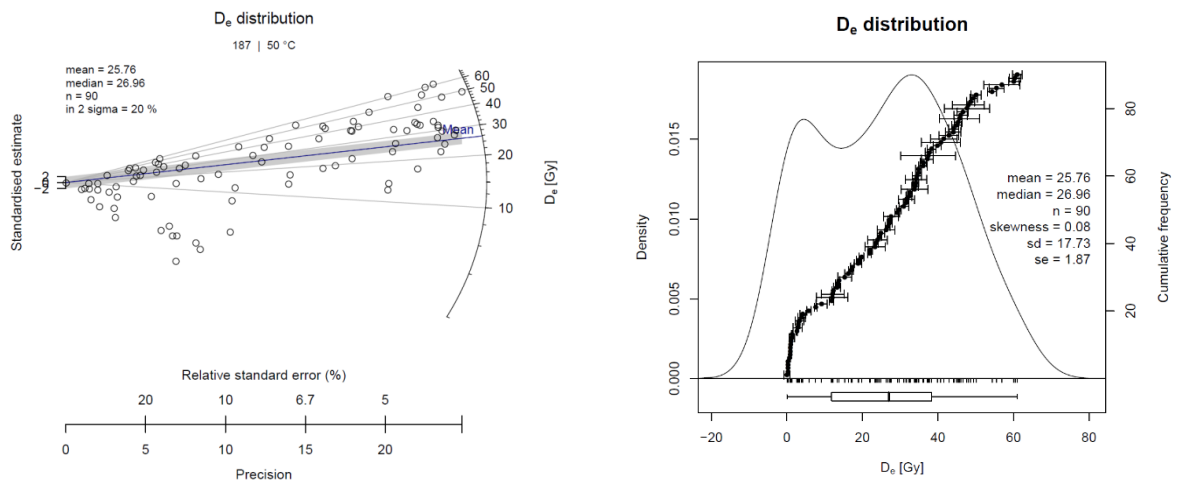 Dₑ distribution
187 | 50 °C
mean = 25.76
median = 26.96
n = 90
in 2 sigma = 20 %
Standardised estimate
2
0
−2
Mean
60
50
40
30
20
10
Dₑ [Gy]
Relative standard error (%)
20 10 6.7 5
0 5 10 15 20
Precision
Dₑ distribution
Density
0.015
0.010
0.005
0.000
mean = 25.76
median = 26.96
n = 90
skewness = 0.08
sd = 17.73
se = 1.87
80
60
40
20
Cumulative frequency
−20 0 20 40 60 80
Dₑ [Gy]